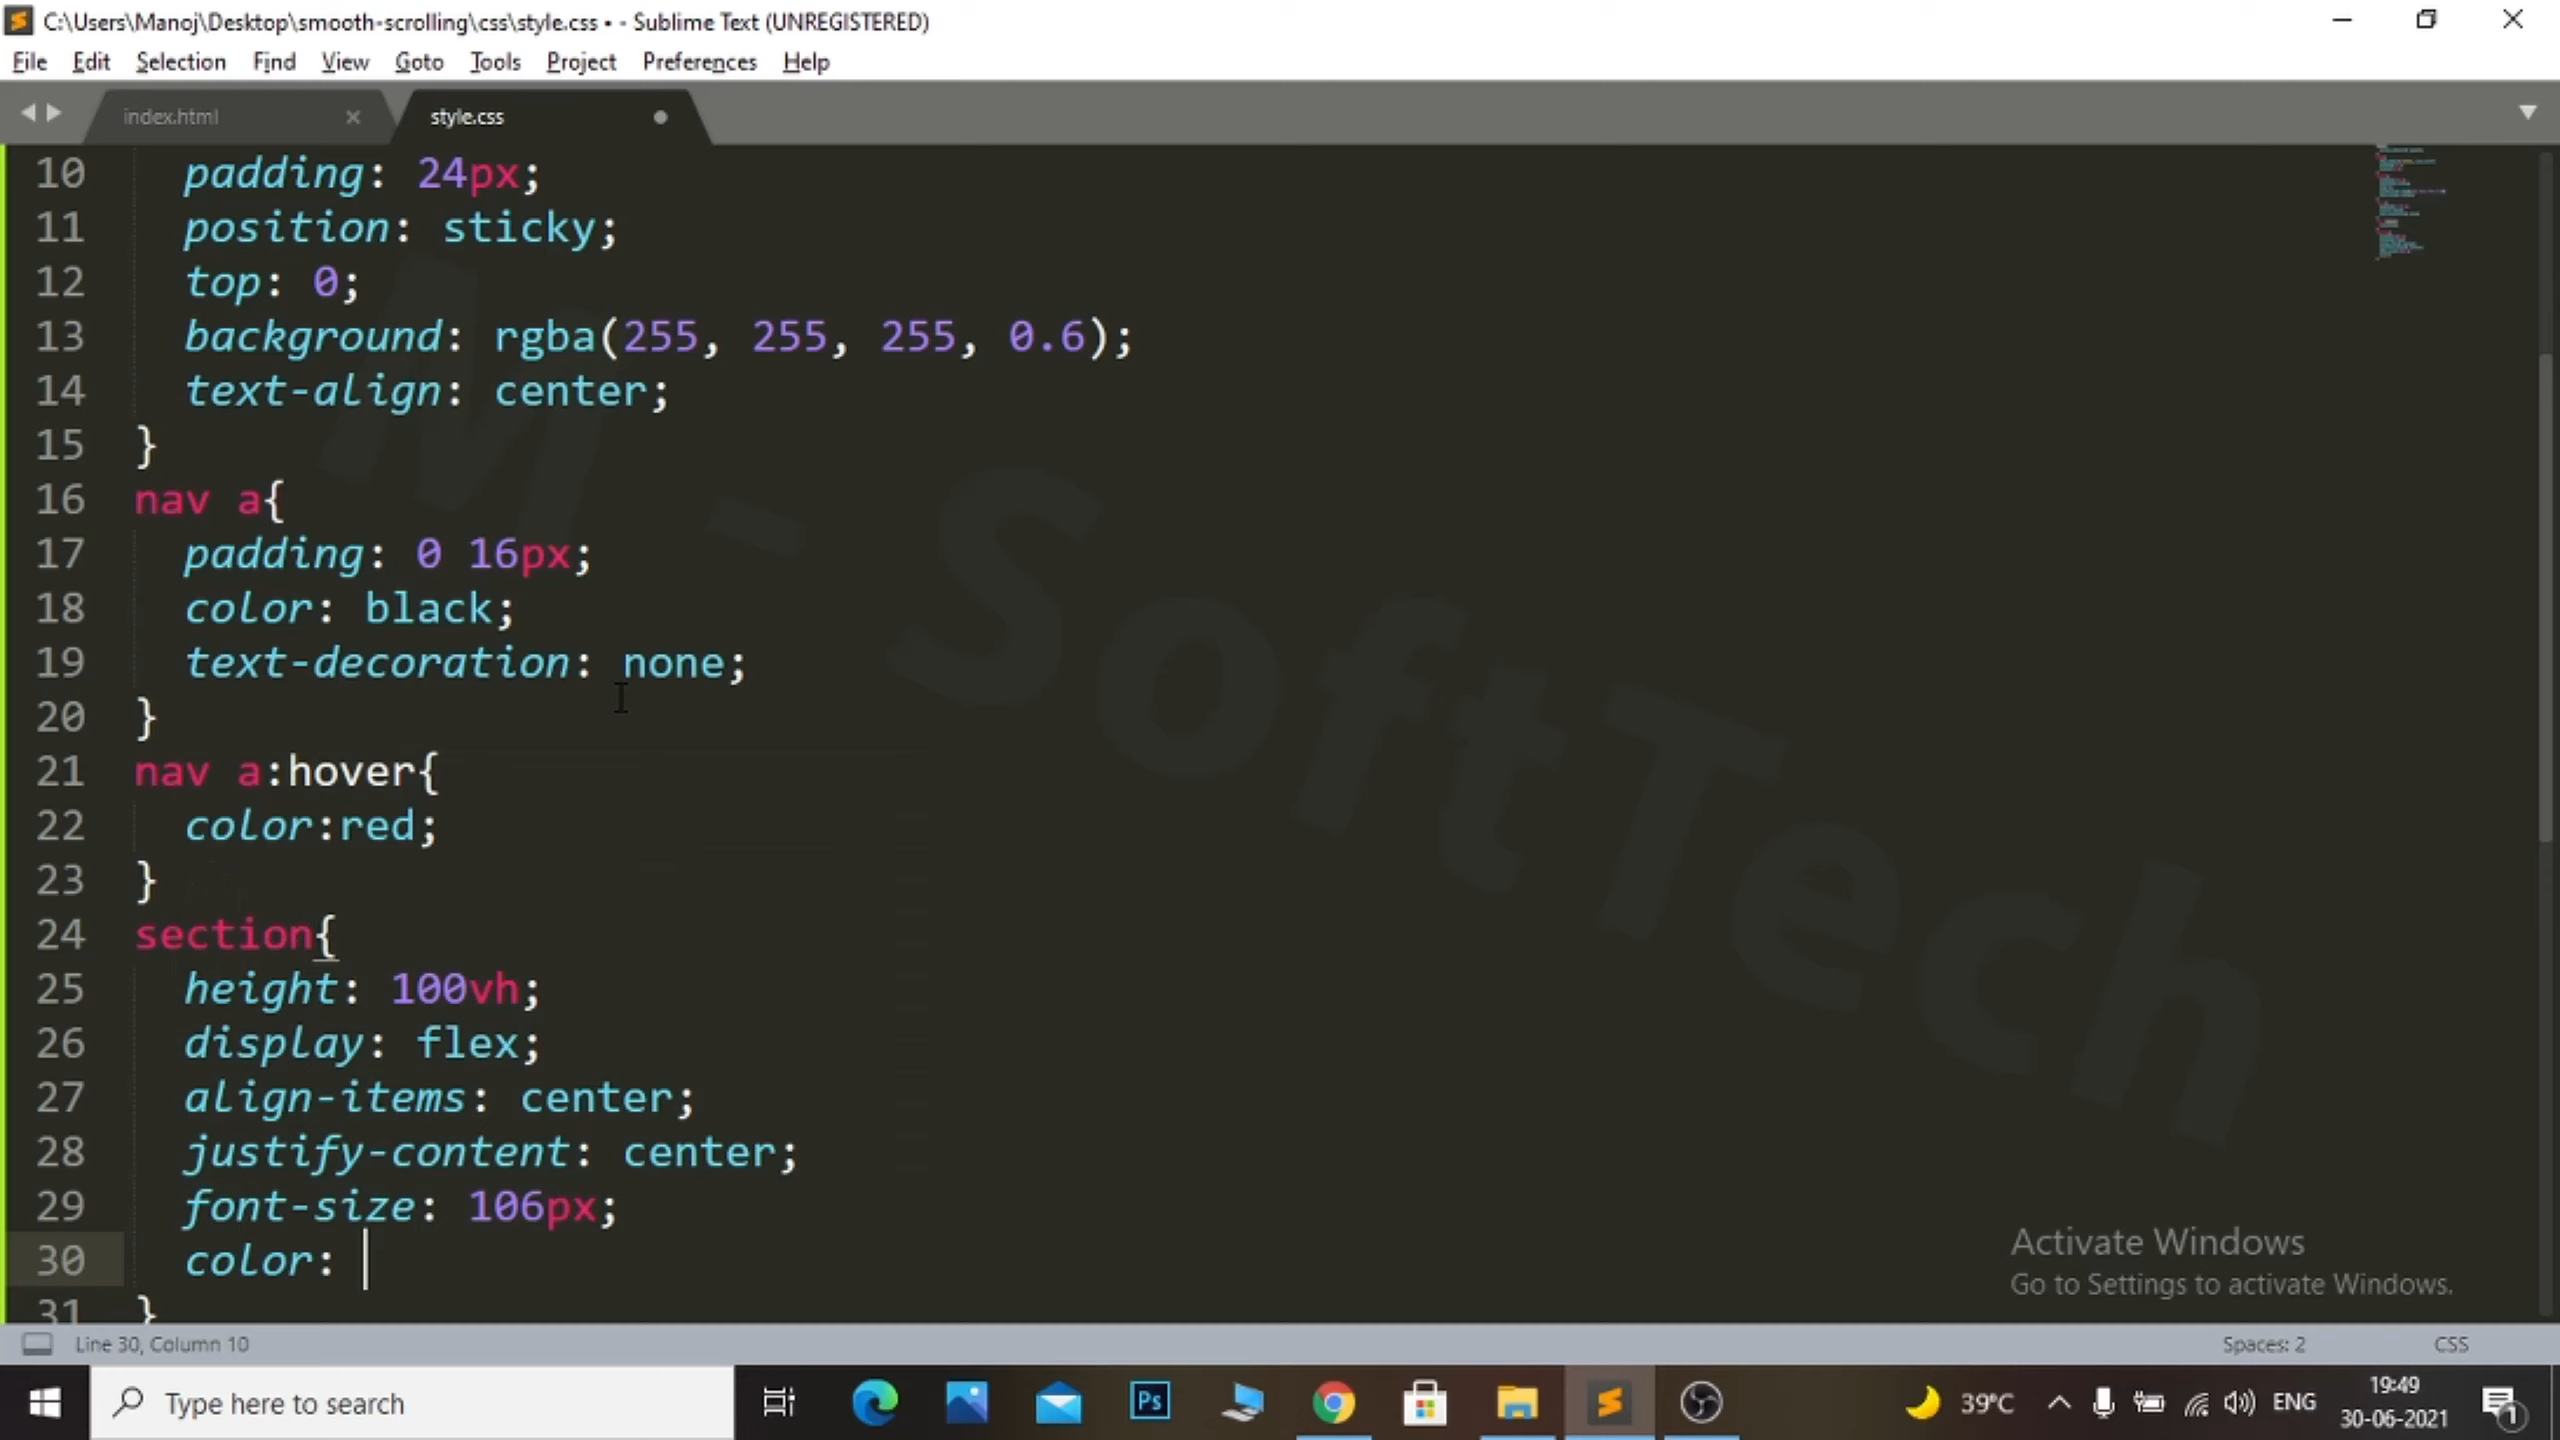 C:\Users\Manoj\Desktop\smooth-scrolling\css\style.css • - Sublime Text (UNREGISTERED)
File Edit Selection Find View Goto Tools Project Preferences Help
index.html style.css
10 padding: 24px;
11 position: sticky;
12 top: 0;
13 background: rgba(255, 255, 255, 0.6);
14 text-align: center;
15 }
16 nav a{
17 padding: 0 16px;
18 color: black;
19 text-decoration: none;
20 }
21 nav a:hover{
22 color:red;
23 }
24 section{
25 height: 100vh;
26 display: flex;
27 align-items: center;
28 justify-content: center;
29 font-size: 106px;
30 color:
31 }
M - SoftTech
Activate Windows
Go to Settings to activate Windows.
Line 30, Column 10 Spaces: 2 CSS
Type here to search Ps 39°C ENG 19:49
30-06-2021 1